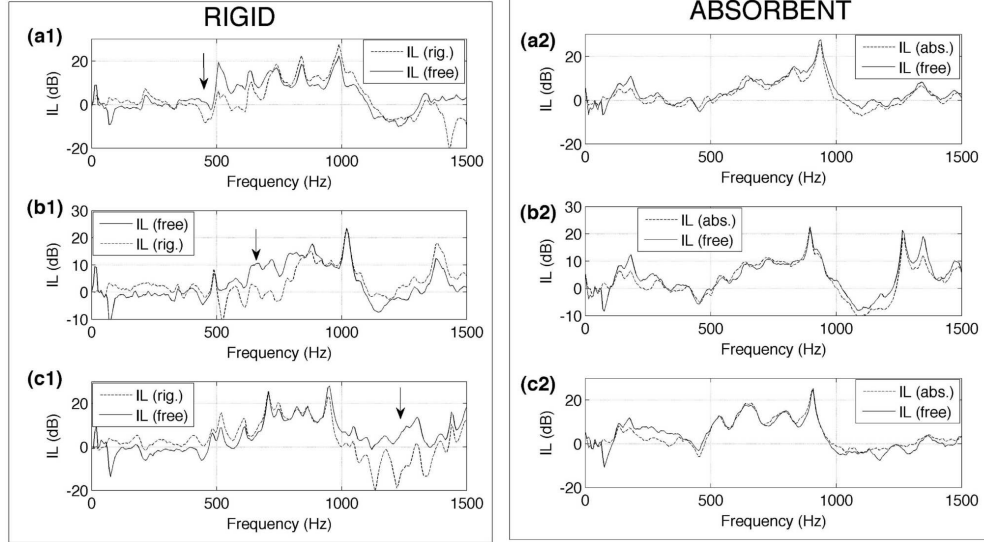 RIGID
(a1)
IL (rig.)
IL (free)
IL (dB)
20
0
-20
0
500
1000
1500
Frequency (Hz)
(b1)
IL (free)
IL (rig.)
IL (dB)
30
20
10
0
-10
0
500
1000
1500
Frequency (Hz)
(c1)
IL (rig.)
IL (free)
IL (dB)
20
0
20
0
500
1000
1500
Frequency (Hz)
ABSORBENT
(a2)
IL (abs.)
IL (free)
IL (dB)
20
0
-20
0
500
1000
1500
Frequency (Hz)
(b2)
IL (abs.)
IL (free)
IL (dB)
30
20
10
0
-10
0
500
1000
1500
Frequency (Hz)
(c2)
IL (abs.)
IL (free)
IL (dB)
20
0
20
0
500
1000
1500
Frequency (Hz)